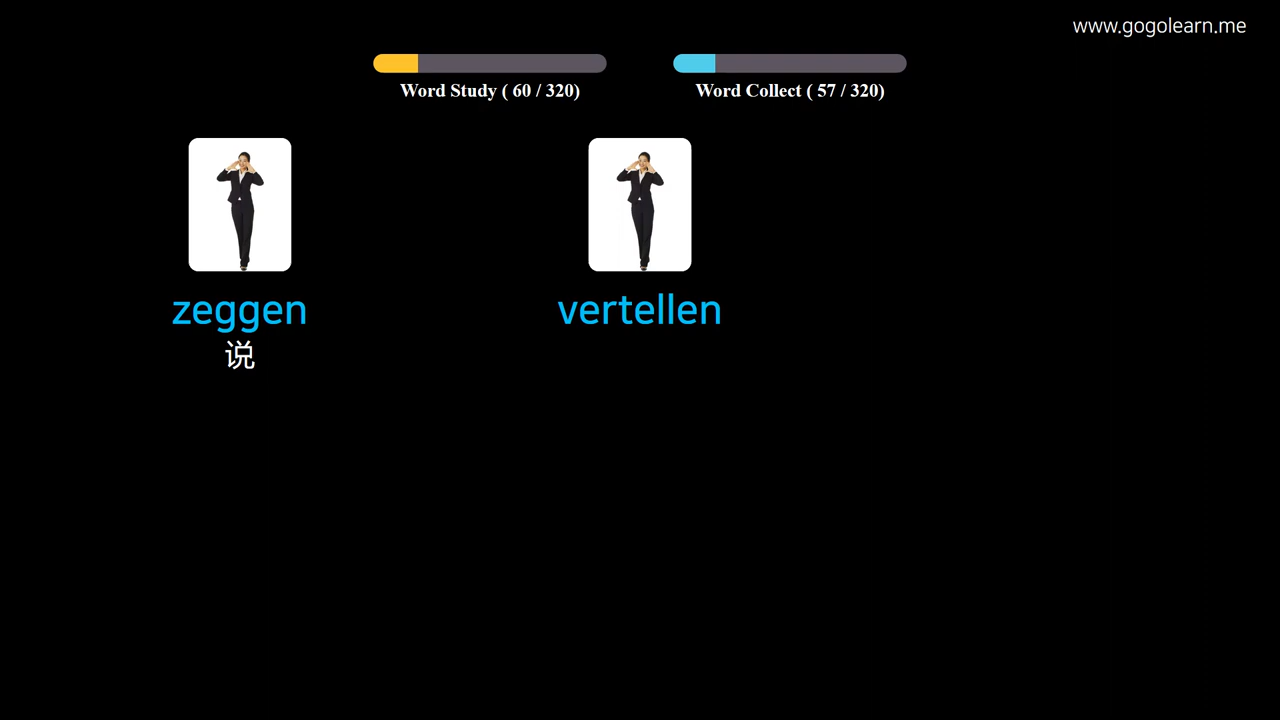 www.gogolearn.me
Word Study ( 60 / 320)
Word Collect ( 57 / 320)
zeggen
vertellen
说